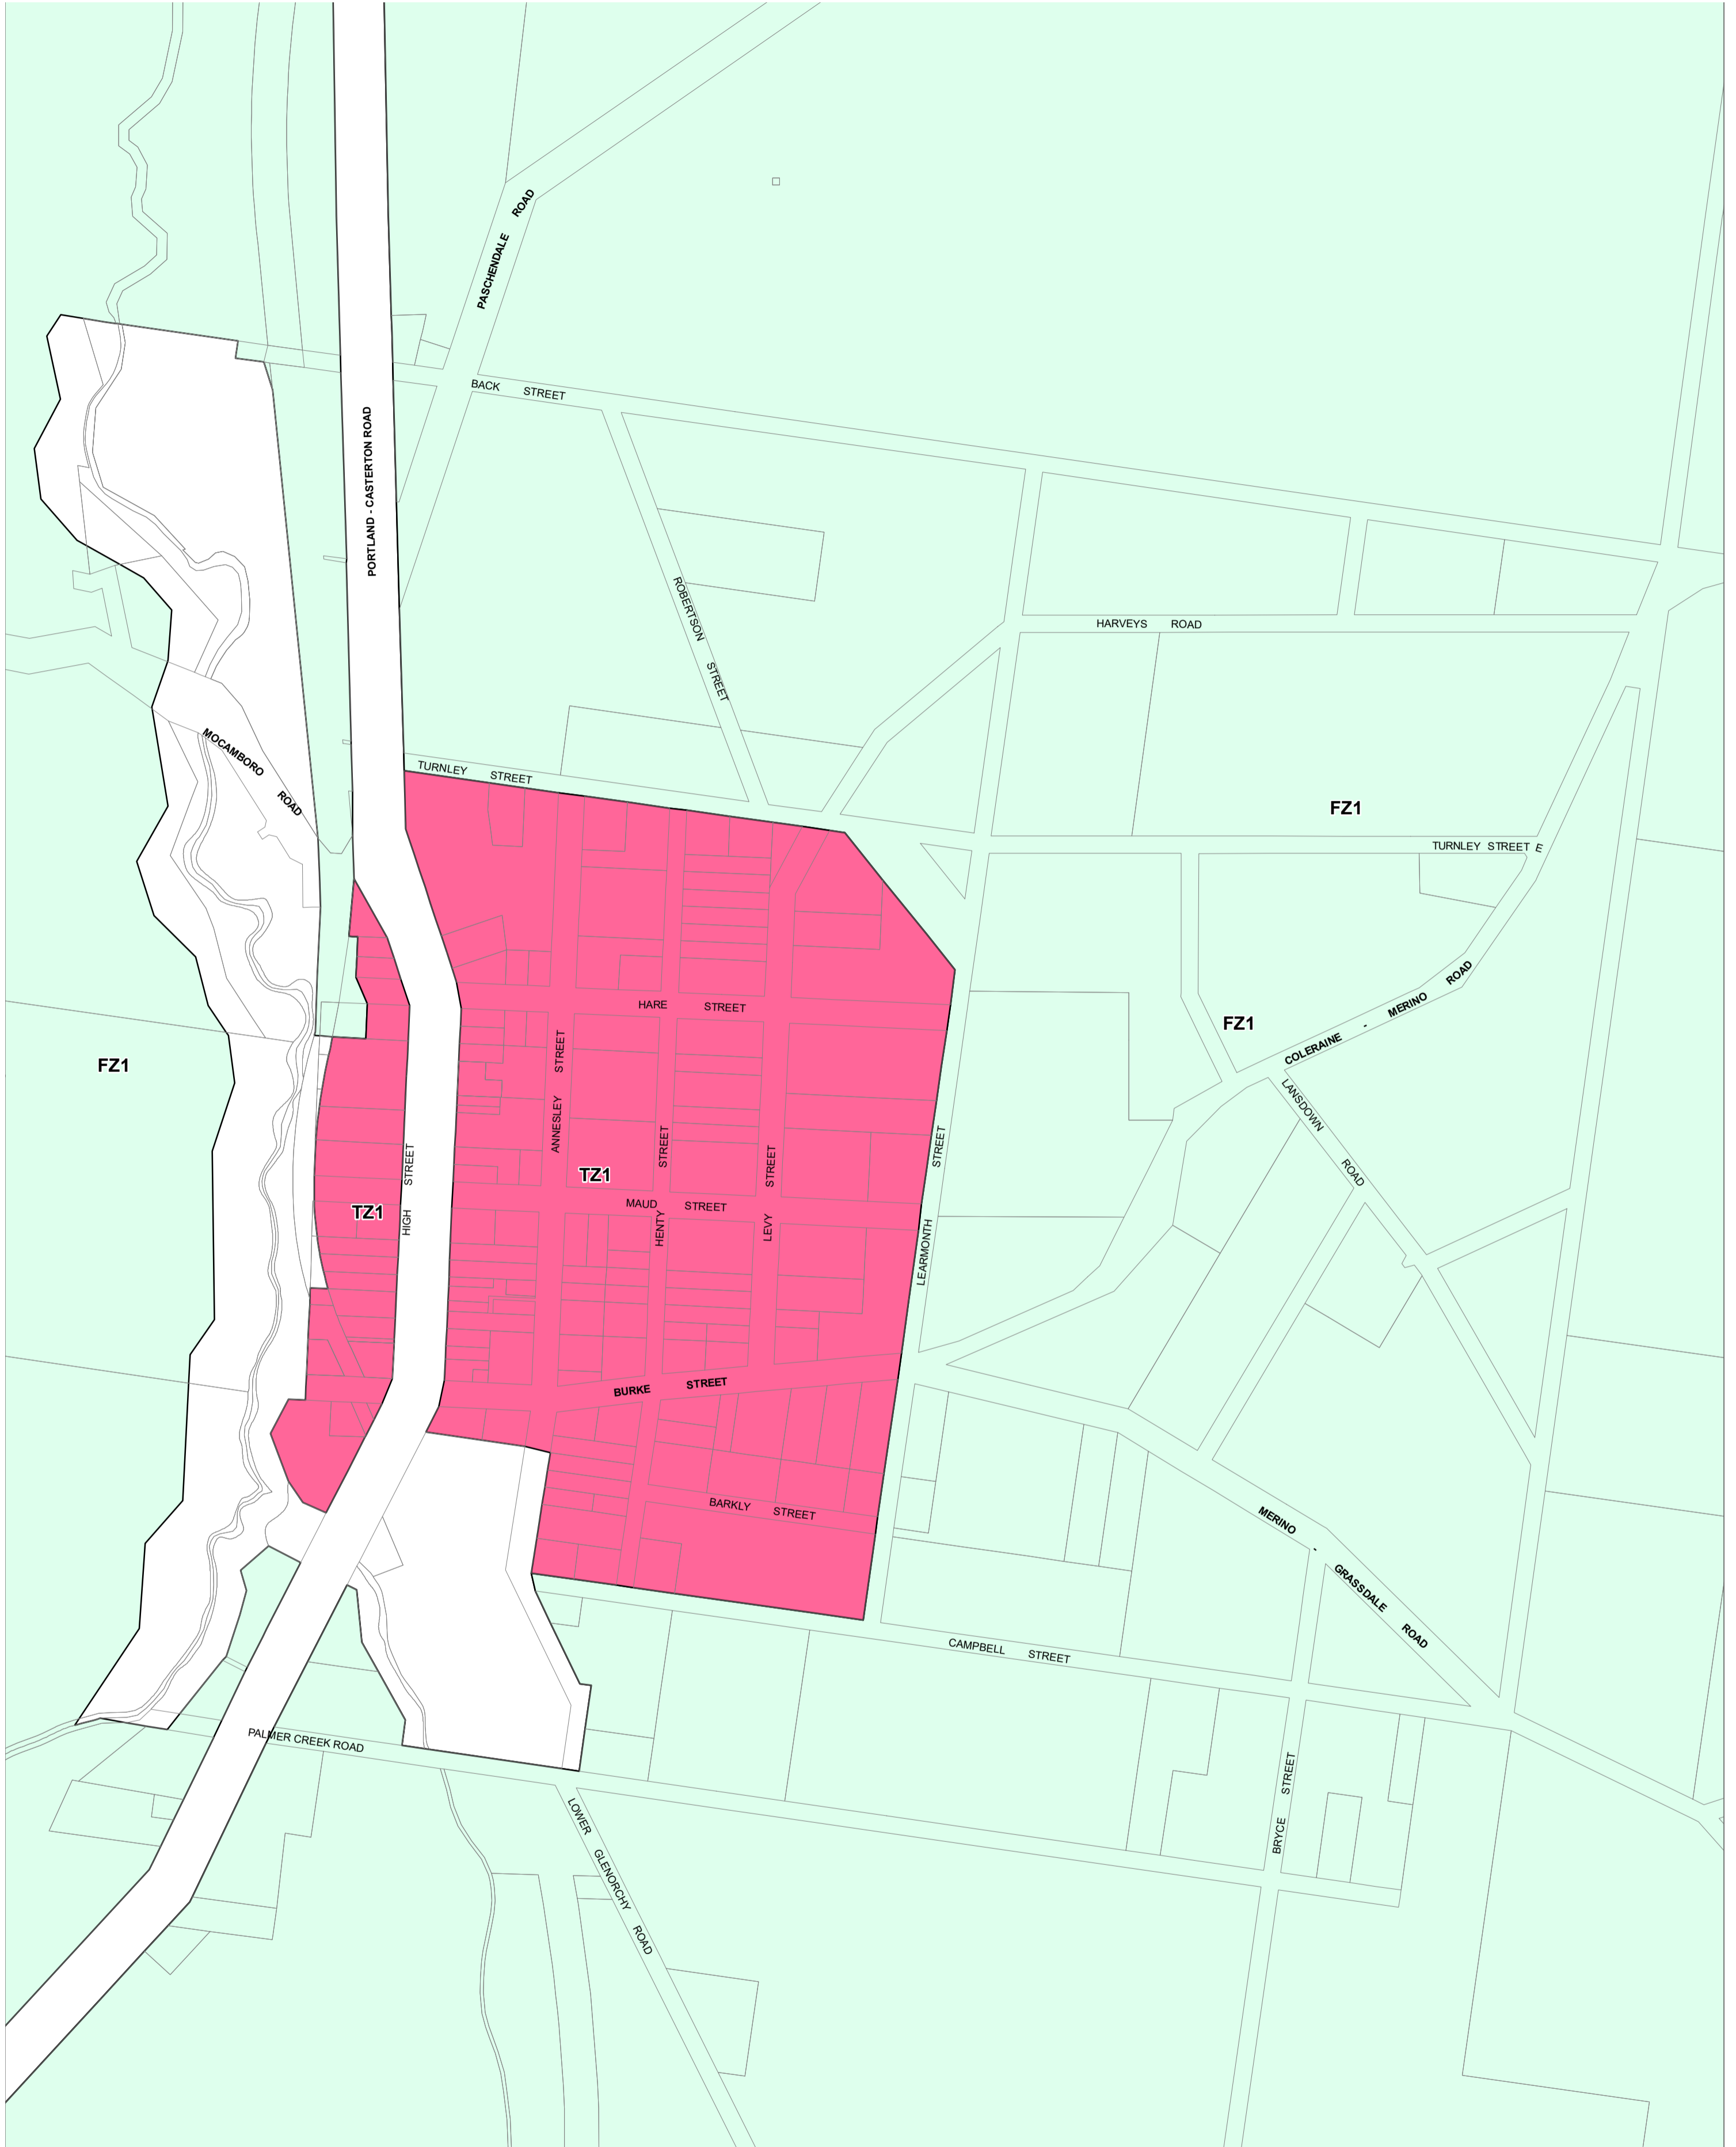 PASCHENDALE ROAD
BACK STREET
PORTLAND - CASTERTON ROAD
ROBERTSON STREET
HARVEYS ROAD
MOCAMBORO ROAD
TURNLEY STREET
FZ1
TURNLEY STREET E
HARE STREET
FZ1
COLERAINE - MERINO ROAD
FZ1
ANNESLEY STREET
LANSDOWN ROAD
HENTY STREET
LEVY STREET
LEARMONTH STREET
TZ1
TZ1
HIGH STREET
MAUD STREET
BURKE STREET
BARKLY STREET
MERINO - GRASSDALE ROAD
CAMPBELL STREET
PALMER CREEK ROAD
BRYCE STREET
LOWER GLENORCHY ROAD